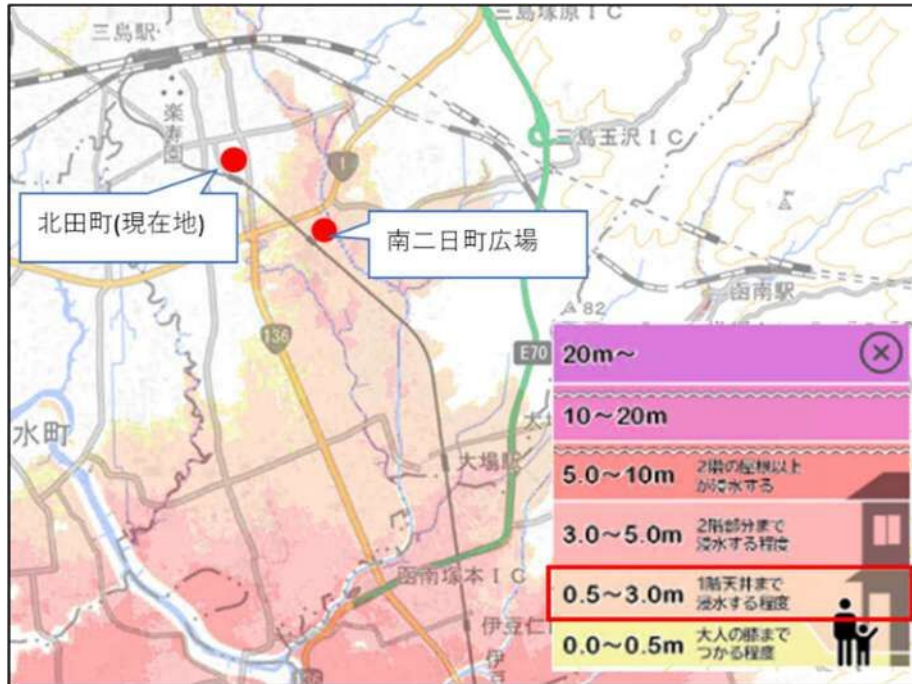 三島塚原IC
三島駅
楽寿園
三島玉沢IC
1
北田町(現在地)
南二日町広場
函南駅
82
136
E70
20m～
10～20m
水町
大場駅
5.0～10m 2階の屋根以上
が浸水する
3.0～5.0m 2階部分まで
浸水する程度
函南塚本IC
0.5～3.0m 1階天井まで
浸水する程度
伊豆仁田
0.0～0.5m 大人の膝まで
つかる程度
136